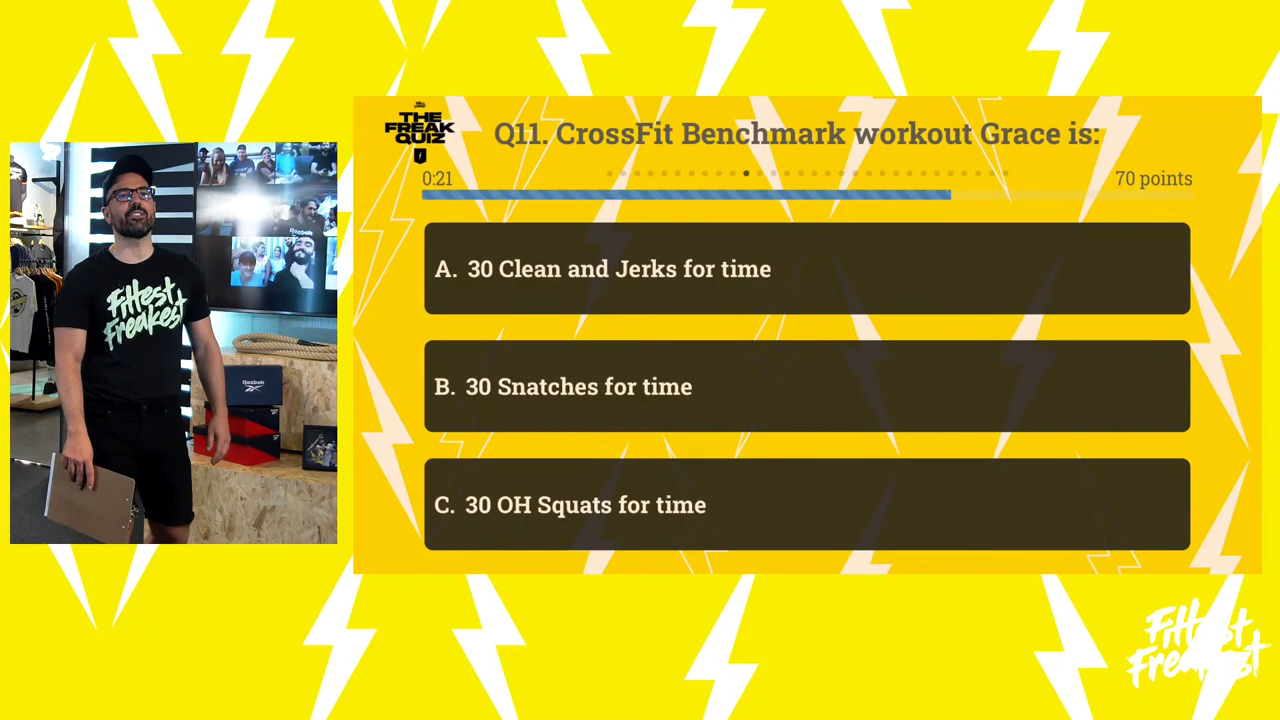 THE
FREAK
QUIZ
Q11. CrossFit Benchmark workout Grace is:
0:21
70 points
A. 30 Clean and Jerks for time
B. 30 Snatches for time
C. 30 OH Squats for time
Fittest
Freakest
Reebok
Reebok
Fittest
Freakest